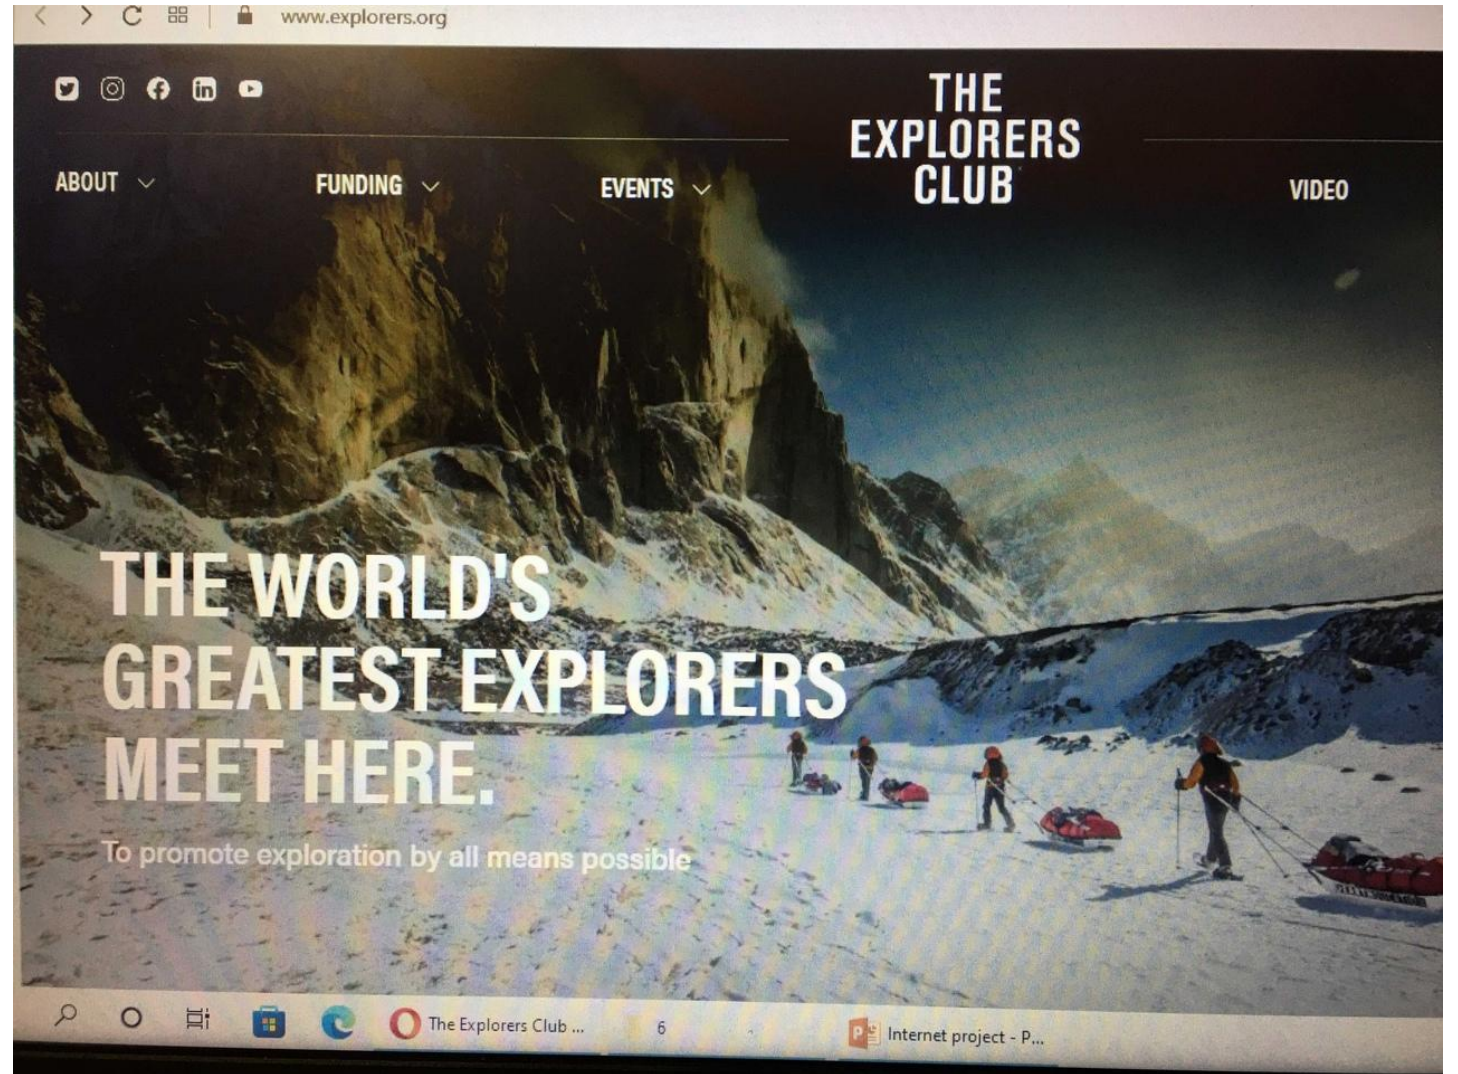 www.explorers.org
THE
EXPLORERS
CLUB
ABOUT
FUNDING
EVENTS
VIDEO
THE WORLD'S
GREATEST EXPLORERS
MEET HERE.
To promote exploration by all means possible
The Explorers Club ...
6
Internet project - P...